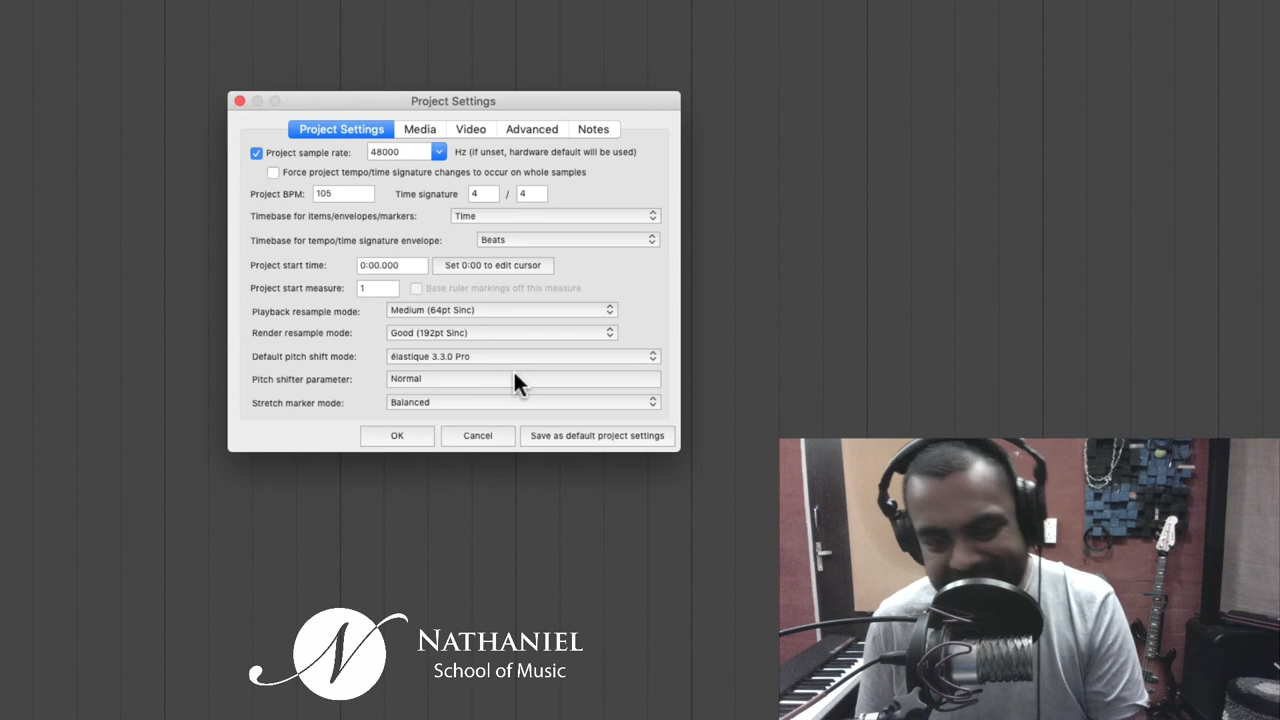 Project Settings
Project Settings Media Video Advanced Notes
Project sample rate: 48000 Hz (if unset, hardware default will be used)
Force project tempo/time signature changes to occur on whole samples
Project BPM: 105 Time signature 4 / 4
Timebase for items/envelopes/markers: Time
Timebase for tempo/time signature envelope: Beats
Project start time: 0:00.000 Set 0:00 to edit cursor
Project start measure: 1 Base ruler markings off this measure
Playback resample mode: Medium (64pt Sinc)
Render resample mode: Good (192pt Sinc)
Default pitch shift mode: élastique 3.3.0 Pro
Pitch shifter parameter: Normal
Stretch marker mode: Balanced
OK Cancel Save as default project settings
N NATHANIEL
School of Music